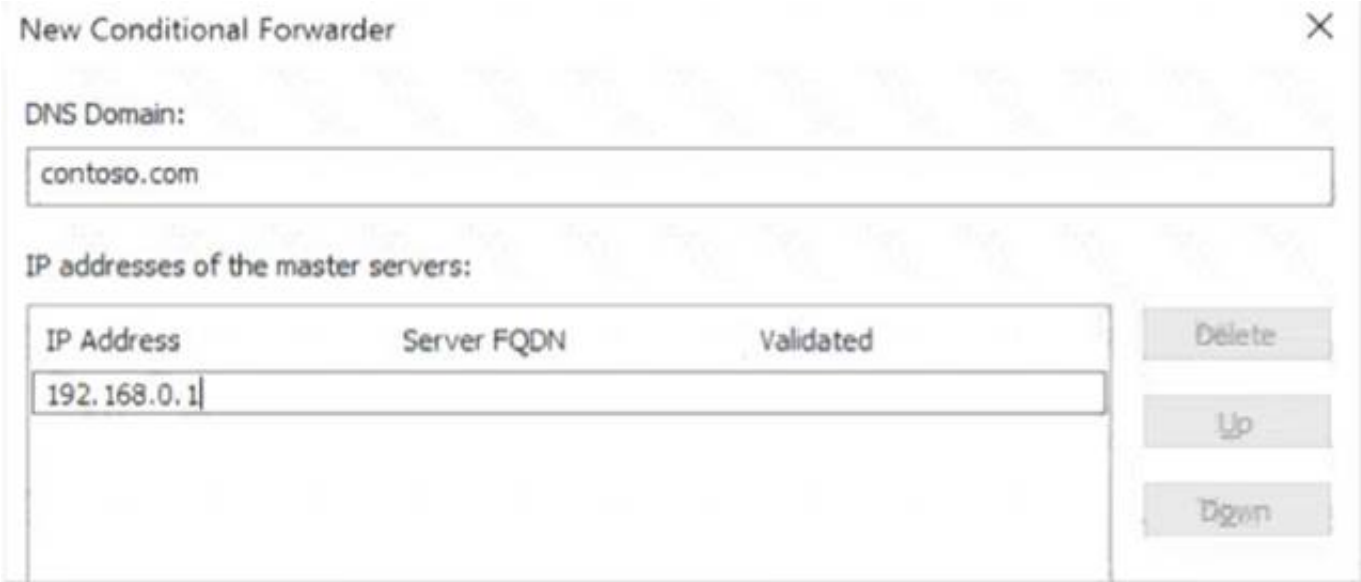 New Conditional Forwarder
DNS Domain:
contoso.com
IP addresses of the master servers:
IP Address Server FQDN Validated
192.168.0.1
Delete
Up
Down